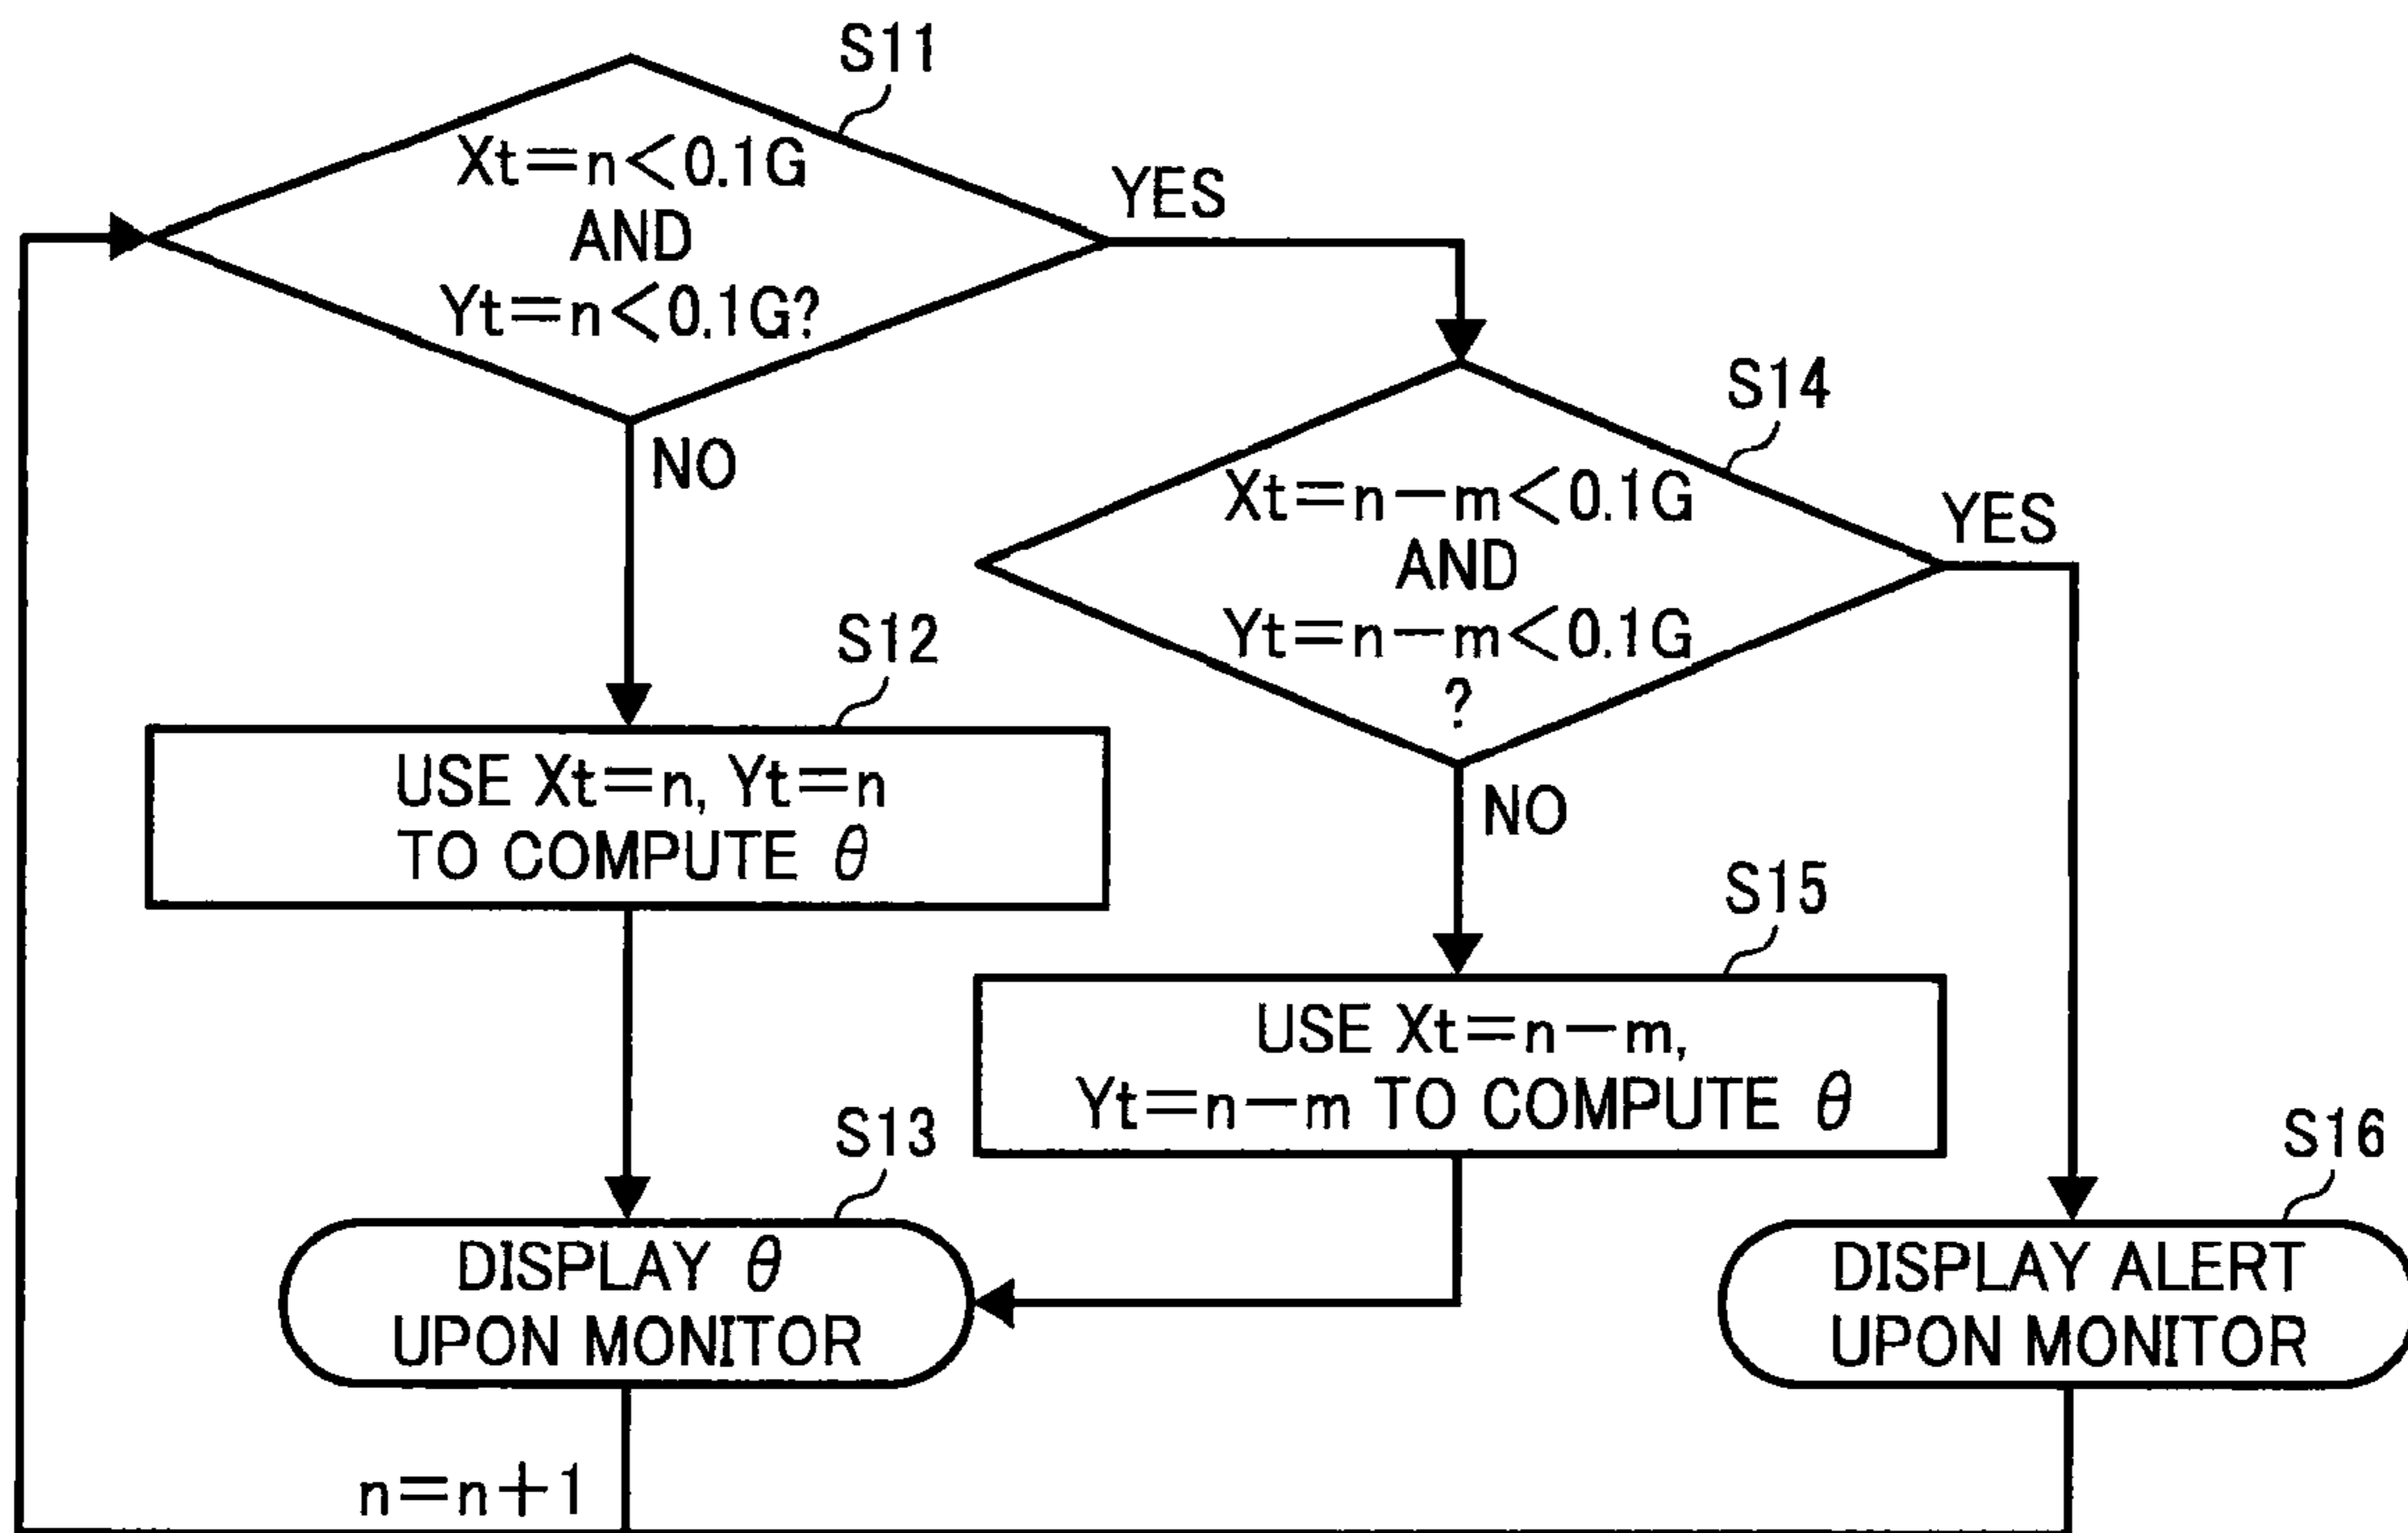 S11
Xt=n<0.1G
AND
Yt=n<0.1G?
YES
NO
S14
Xt=n-m<0.1G
AND
Yt=n-m<0.1G
?
YES
NO
S12
USE Xt=n, Yt=n
TO COMPUTE θ
S15
USE Xt=n-m,
Yt=n-m TO COMPUTE θ
S13
DISPLAY θ
UPON MONITOR
S16
DISPLAY ALERT
UPON MONITOR
n=n+1